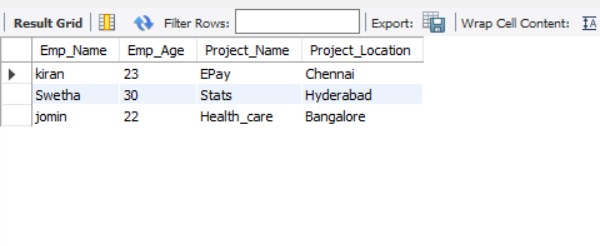 Result Grid Filter Rows: Export: Wrap Cell Content: IA
Emp_Name Emp_Age Project_Name Project_Location
kiran 23 EPay Chennai
Swetha 30 Stats Hyderabad
jomin 22 Health_care Bangalore